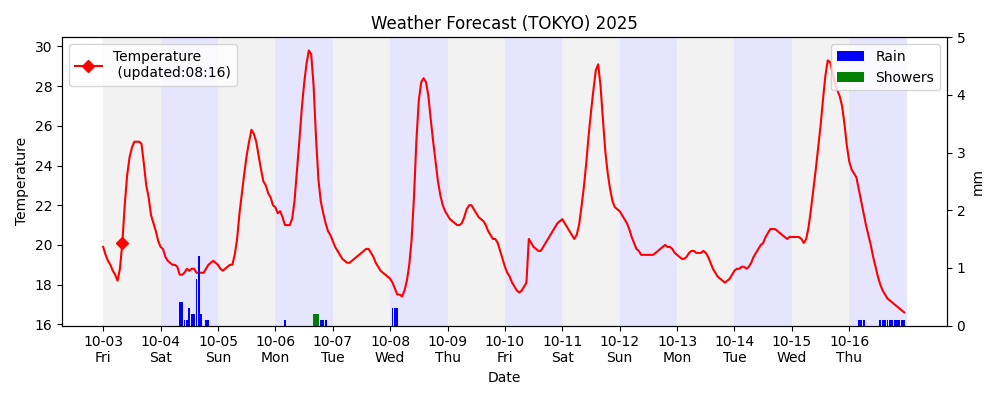 Weather Forecast (TOKYO) 2025
Temperature
(updated:08:16)
Rain
Showers
Temperature
30
28
26
24
22
20
18
16
5
4
3
2
1
0
mm
10-03 10-04 10-05 10-06 10-07 10-08 10-09 10-10 10-11 10-12 10-13 10-14 10-15 10-16
Fri Sat Sun Mon Tue Wed Thu Fri Sat Sun Mon Tue Wed Thu
Date